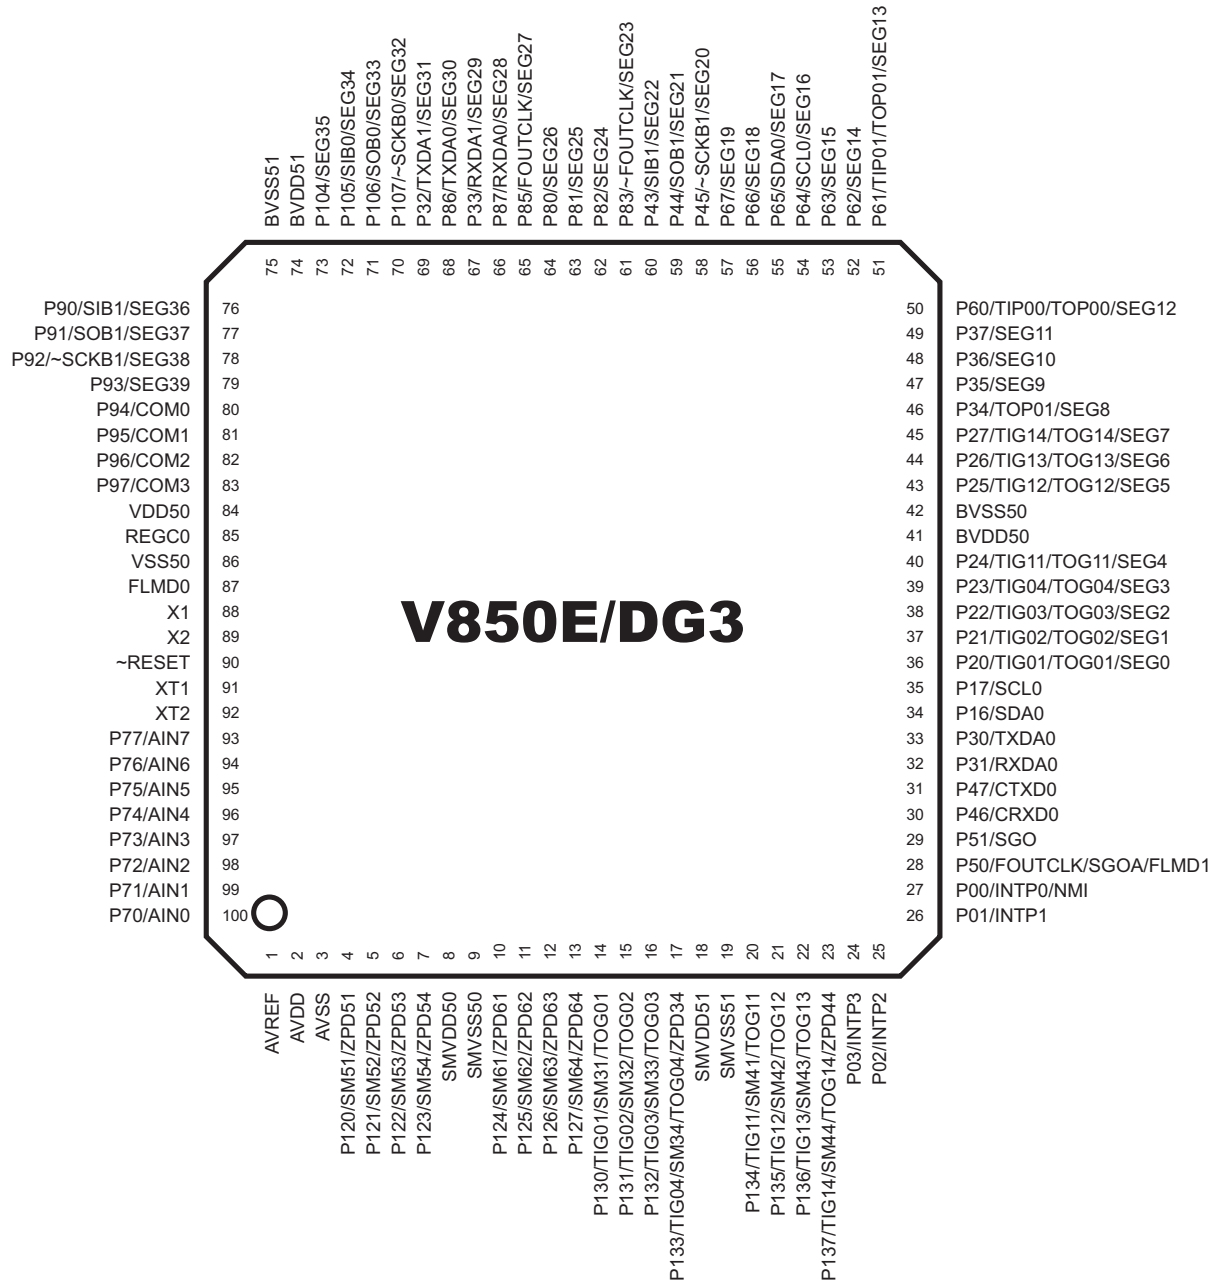 BVSS51
BVDD51
P104/SEG35
P105/SIB0/SEG34
P106/SOB0/SEG33
P107/~SCKB0/SEG32
P32/TXDA1/SEG31
P86/TXDA0/SEG30
P33/RXDA1/SEG29
P87/RXDA0/SEG28
P85/FOUTCLK/SEG27
P80/SEG26
P81/SEG25
P82/SEG24
P83/~FOUTCLK/SEG23
P43/SIB1/SEG22
P44/SOB1/SEG21
P45/~SCKB1/SEG20
P67/SEG19
P66/SEG18
P65/SDA0/SEG17
P64/SCL0/SEG16
P63/SEG15
P62/SEG14
P61/TIP01/TOP01/SEG13
75 74 73 72 71 70 69 68 67 66 65 64 63 62 61 60 59 58 57 56 55 54 53 52 51
P90/SIB1/SEG36 76 50 P60/TIP00/TOP00/SEG12
P91/SOB1/SEG37 77 49 P37/SEG11
P92/~SCKB1/SEG38 78 48 P36/SEG10
P93/SEG39 79 47 P35/SEG9
P94/COM0 80 46 P34/TOP01/SEG8
P95/COM1 81 45 P27/TIG14/TOG14/SEG7
P96/COM2 82 44 P26/TIG13/TOG13/SEG6
P97/COM3 83 43 P25/TIG12/TOG12/SEG5
VDD50 84 42 BVSS50
REGC0 85 41 BVDD50
VSS50 86 40 P24/TIG11/TOG11/SEG4
FLMD0 87 39 P23/TIG04/TOG04/SEG3
X1 88 38 P22/TIG03/TOG03/SEG2
V850E/DG3
X2 89 37 P21/TIG02/TOG02/SEG1
~RESET 90 36 P20/TIG01/TOG01/SEG0
XT1 91 35 P17/SCL0
XT2 92 34 P16/SDA0
P77/AIN7 93 33 P30/TXDA0
P76/AIN6 94 32 P31/RXDA0
P75/AIN5 95 31 P47/CTXD0
P74/AIN4 96 30 P46/CRXD0
P73/AIN3 97 29 P51/SGO
P72/AIN2 98 28 P50/FOUTCLK/SGOA/FLMD1
P71/AIN1 99 27 P00/INTP0/NMI
P70/AIN0 100 26 P01/INTP1
1 2 3 4 5 6 7 8 9 10 11 12 13 14 15 16 17 18 19 20 21 22 23 24 25
AVREF
AVDD
AVSS
P120/SM51/ZPD51
P121/SM52/ZPD52
P122/SM53/ZPD53
P123/SM54/ZPD54
SMVDD50
SMVSS50
P124/SM61/ZPD61
P125/SM62/ZPD62
P126/SM63/ZPD63
P127/SM64/ZPD64
P130/TIG01/SM31/TOG01
P131/TIG02/SM32/TOG02
P132/TIG03/SM33/TOG03
P133/TIG04/SM34/TOG04/ZPD34
SMVDD51
SMVSS51
P134/TIG11/SM41/TOG11
P135/TIG12/SM42/TOG12
P136/TIG13/SM43/TOG13
P137/TIG14/SM44/TOG14/ZPD44
P03/INTP3
P02/INTP2